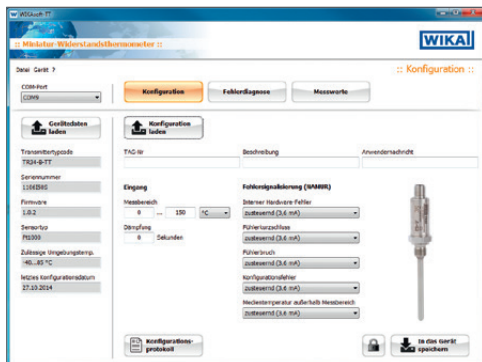 WIKAsoft-TT
:: Miniatur-Widerstandsthermometer ::
WIKA
Datei Gerät ?
:: Konfiguration ::
COM-Port
COM9
Konfiguration
Fehlerdiagnose
Messwerte
Gerätedaten laden
Konfiguration laden
Transmittertypcode
TR34-B-TT
TAG-Nr
Beschreibung
Anwendernachricht
Seriennummer
Firmware
1.0.2
Sensortyp
Pt1000
Zulässige Umgebungstemp.
-40...85 °C
letztes Konfigurationsdatum
27.10.2014
Eingang
Messbereich
0 ... 150 °C
Dämpfung
0 Sekunden
Fehlersignalisierung (NAMUR)
Interner Hardware-Fehler
zusteuernd (3,6 mA)
Fühlerkurzschluss
zusteuernd (3,6 mA)
Fühlerbruch
zusteuernd (3,6 mA)
Konfigurationsfehler
zusteuernd (3,6 mA)
Medientemperatur außerhalb Messbereich
zusteuernd (3,6 mA)
Konfigurations-
protokoll
In das Gerät
speichern